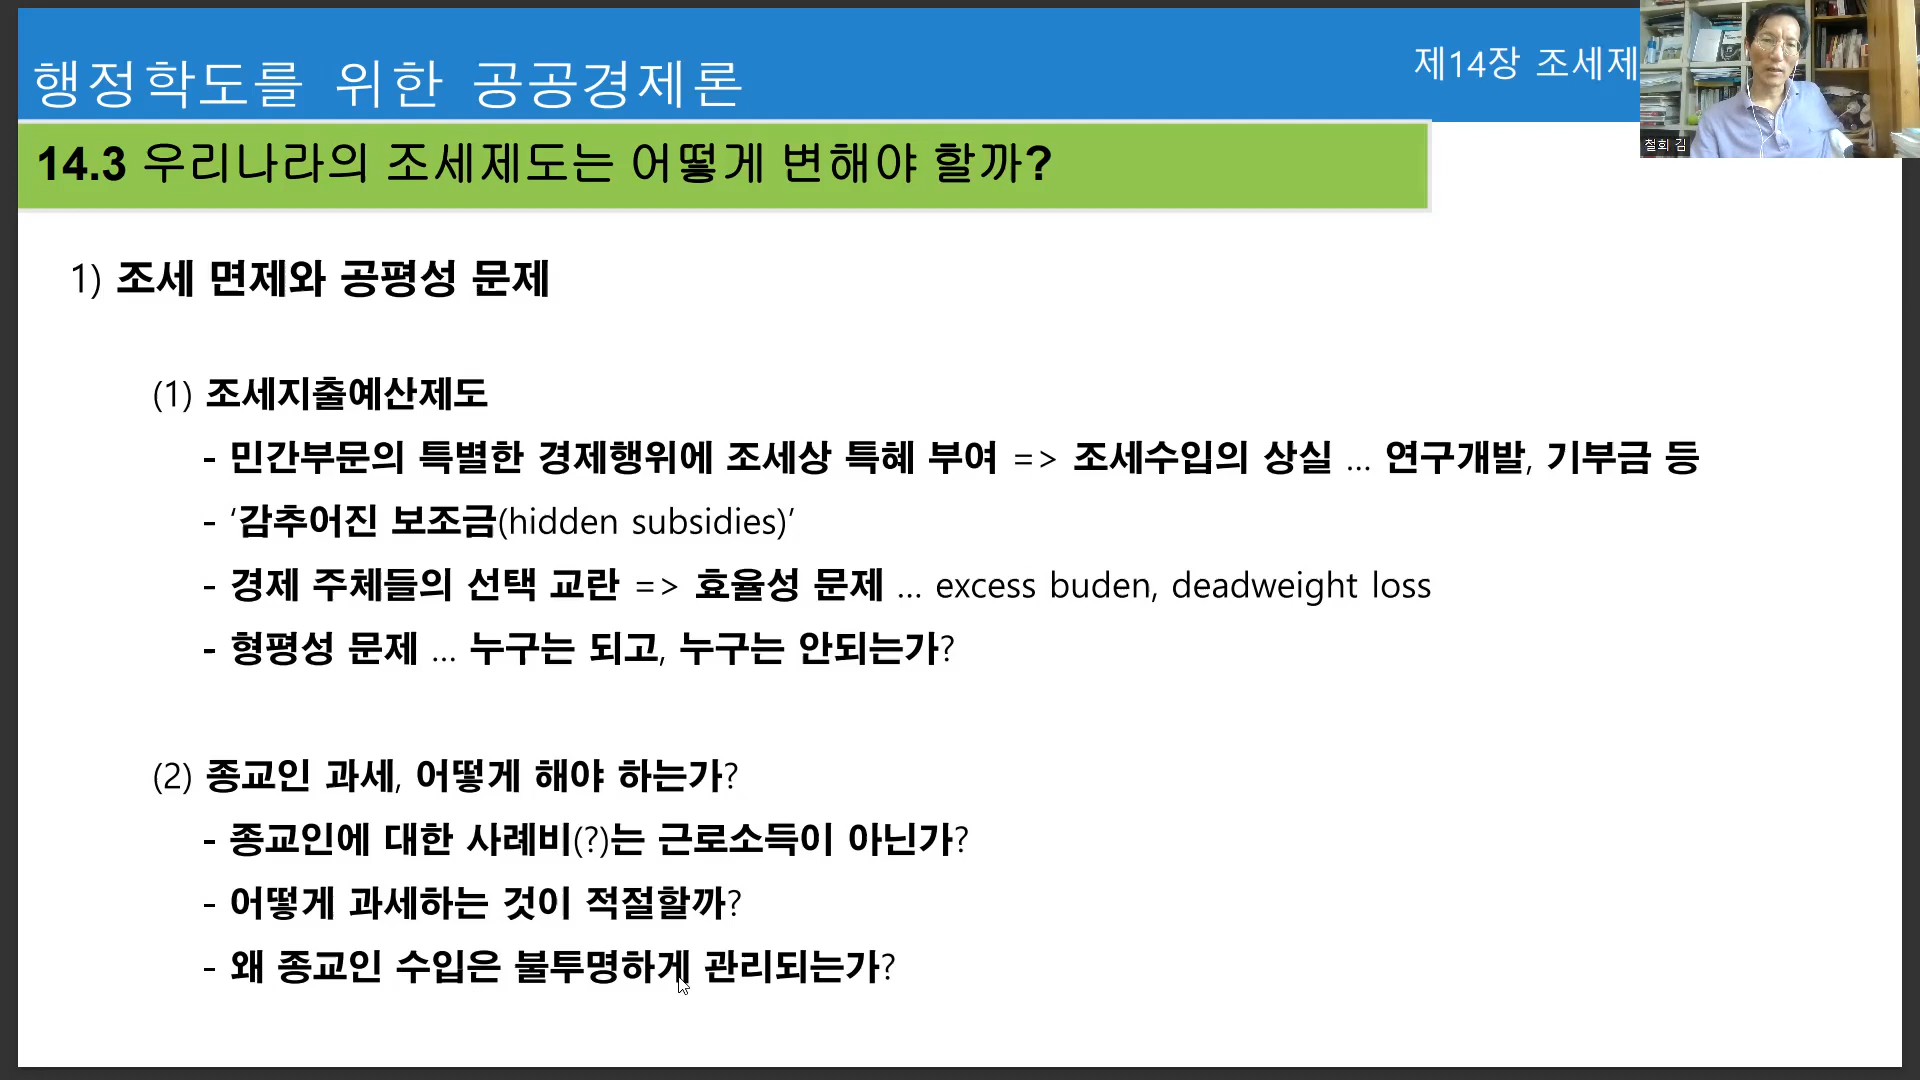 행정학도를 위한 공공경제론
제14장 조세제
철회 김
14.3 우리나라의 조세제도는 어떻게 변해야 할까?
1) 조세 면제와 공평성 문제
(1) 조세지출예산제도
- 민간부문의 특별한 경제행위에 조세상 특혜 부여 => 조세수입의 상실 ... 연구개발, 기부금 등
- ‘감추어진 보조금(hidden subsidies)’
- 경제 주체들의 선택 교란 => 효율성 문제 ... excess buden, deadweight loss
- 형평성 문제 ... 누구는 되고, 누구는 안되는가?
(2) 종교인 과세, 어떻게 해야 하는가?
- 종교인에 대한 사례비(?)는 근로소득이 아닌가?
- 어떻게 과세하는 것이 적절할까?
- 왜 종교인 수입은 불투명하게 관리되는가?